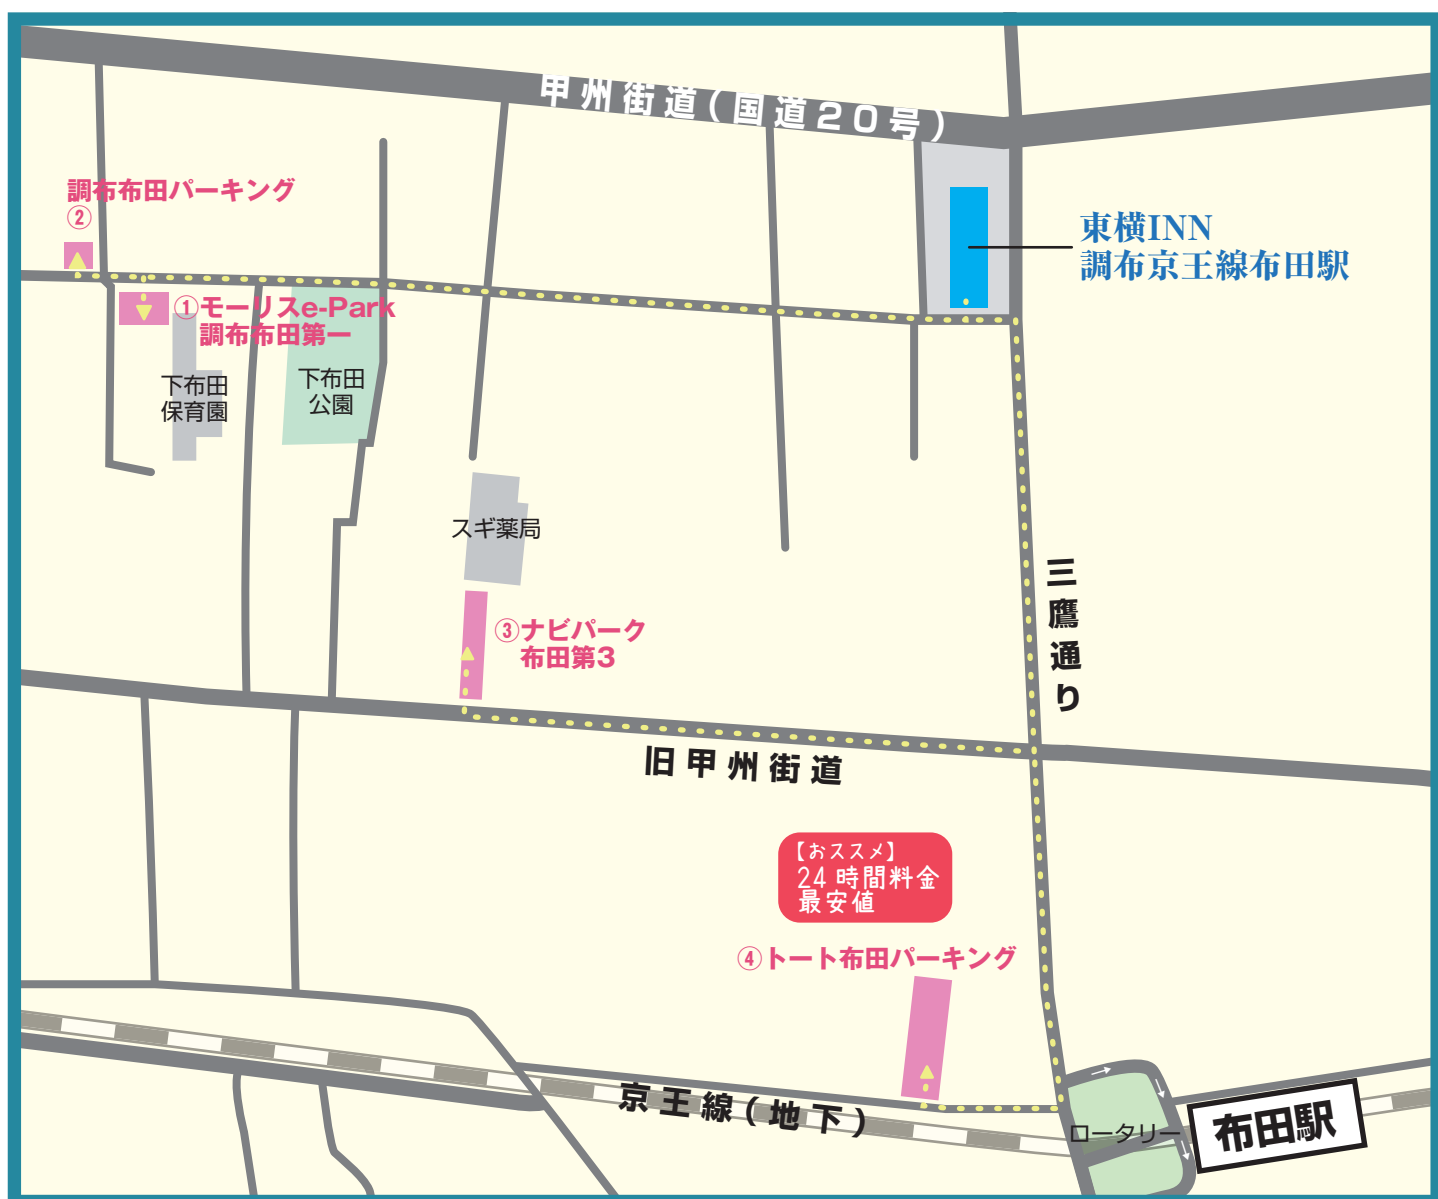 甲州街道(国道20号)
調布布田パーキング
②
東横INN
調布京王線布田駅
①モーリスe-Park
調布布田第一
下布田
保育園
下布田
公園
スギ薬局
③ナビパーク
布田第3
三鷹通り
旧甲州街道
【おススメ】
24時間料金
最安値
④トート布田パーキング
京王線(地下)
ロータリー
布田駅